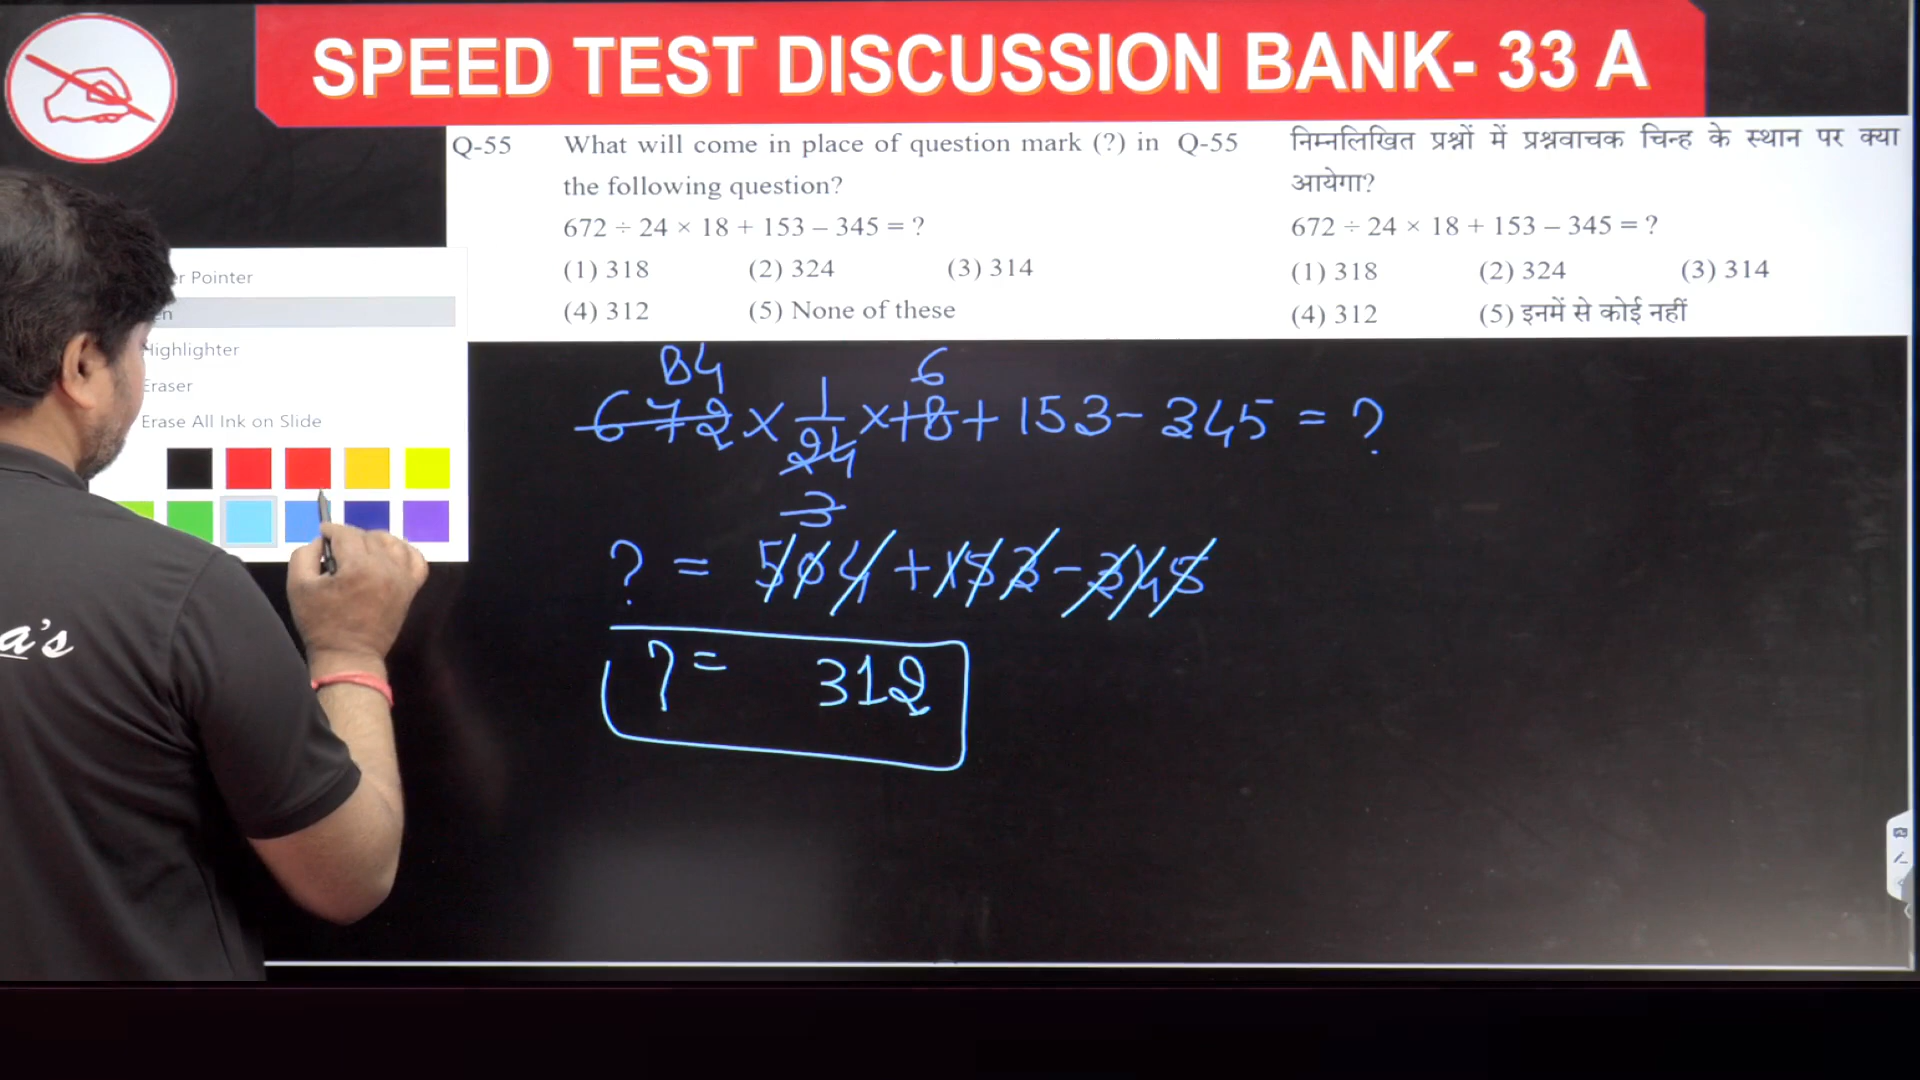 SPEED TEST DISCUSSION BANK- 33 A
Q-55 What will come in place of question mark (?) in
the following question?
672 ÷ 24 × 18 + 153 – 345 = ?
(1) 318 (2) 324 (3) 314
(4) 312 (5) None of these
Q-55 निम्नलिखित प्रश्नों में प्रश्नवाचक चिन्ह के स्थान पर क्या
आयेगा?
672 ÷ 24 × 18 + 153 – 345 = ?
(1) 318 (2) 324 (3) 314
(4) 312 (5) इनमें से कोई नहीं
er Pointer
en
Highlighter
Eraser
Erase All Ink on Slide
84 6
672 × 1/24 × 18 + 153 - 345 = ?
3
? = 504 + 153 - 345
? = 312
a's